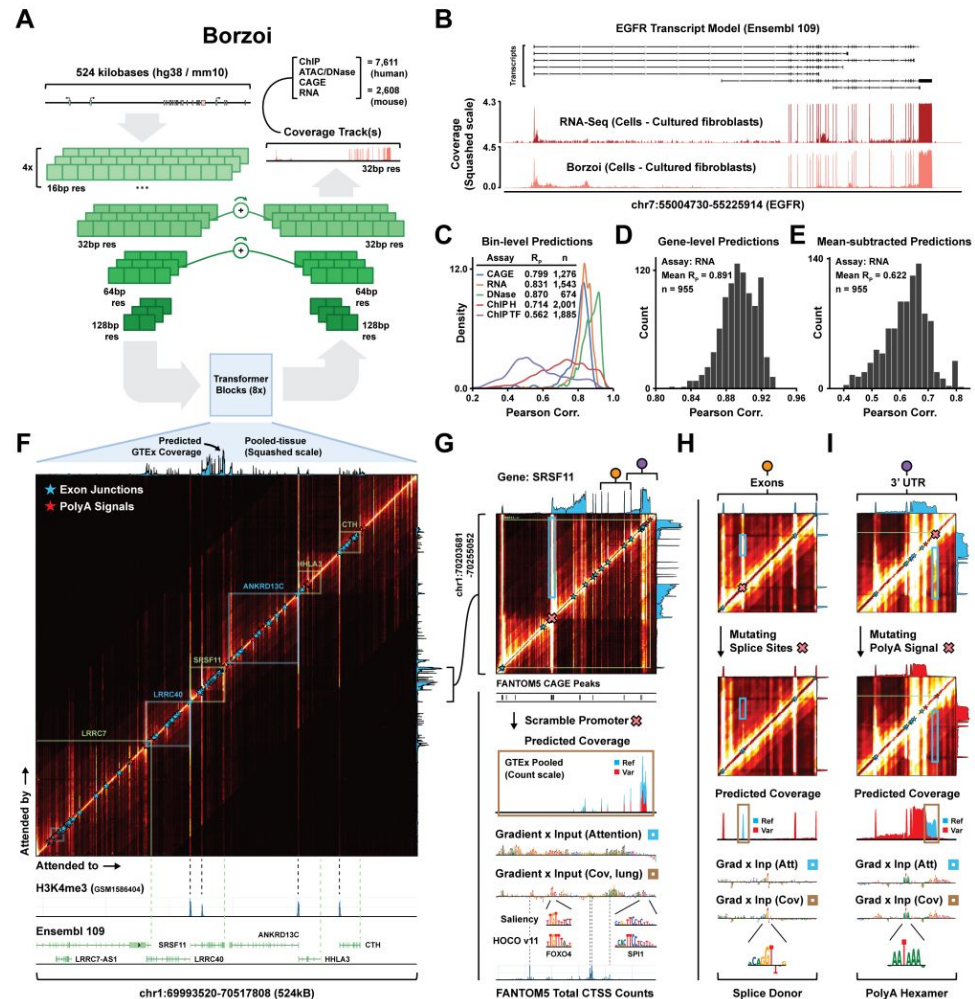 A
Borzoi
524 kilobases (hg38 / mm10)
ChIP
ATAC/DNase
CAGE
RNA
= 7,611
(human)
= 2,608
(mouse)
Coverage Track(s)
4x
16bp res
...
32bp res
32bp res
32bp res
64bp
res
64bp
res
128bp
res
128bp
res
Transformer
Blocks (8x)
B
EGFR Transcript Model (Ensembl 109)
Transcripts
Coverage
(Squashed scale)
4.3
RNA-Seq (Cells - Cultured fibroblasts)
4.5
Borzoi (Cells - Cultured fibroblasts)
0.0
chr7:55004730-55225914 (EGFR)
C
Bin-level Predictions
Assay Rp n
CAGE 0.799 1,276
RNA 0.831 1,543
DNase 0.870 674
ChIP H 0.714 2,001
ChIP TF 0.562 1,885
12.0
Density
0.0
0.2 0.4 0.6 0.8 1.0
Pearson Corr.
D
Gene-level Predictions
Assay: RNA
Mean Rp = 0.891
n = 955
120
Count
0
0.80 0.84 0.88 0.92 0.96
Pearson Corr.
E
Mean-subtracted Predictions
Assay: RNA
Mean Rp = 0.622
n = 955
140
Count
0
0.4 0.5 0.6 0.7 0.8
Pearson Corr.
F
Predicted
GTEx Coverage
Pooled-tissue
(Squashed scale)
Exon Junctions
PolyA Signals
CTH
HHLA3
ANKRD13C
SRSF11
LRRC40
LRRC7
Attended by
Attended to
H3K4me3 (GSM1586404)
Ensembl 109
SRSF11
ANKRD13C
CTH
LRRC7-AS1
LRRC40
HHLA3
chr1:69993520-70517808 (524kB)
G
Gene: SRSF11
chr1:70203681
-70255052
FANTOM5 CAGE Peaks
Scramble Promoter
Predicted Coverage
GTEx Pooled
(Count scale)
Ref
Var
Gradient x Input (Attention)
Gradient x Input (Cov, lung)
Saliency
HOCO v11
FOXO4
SPI1
FANTOM5 Total CTSS Counts
H
Exons
Mutating
Splice Sites
Predicted Coverage
Ref
Var
Grad x Inp (Att)
Grad x Inp (Cov)
Splice Donor
I
3' UTR
Mutating
PolyA Signal
Predicted Coverage
Ref
Var
Grad x Inp (Att)
Grad x Inp (Cov)
AATAAA
PolyA Hexamer